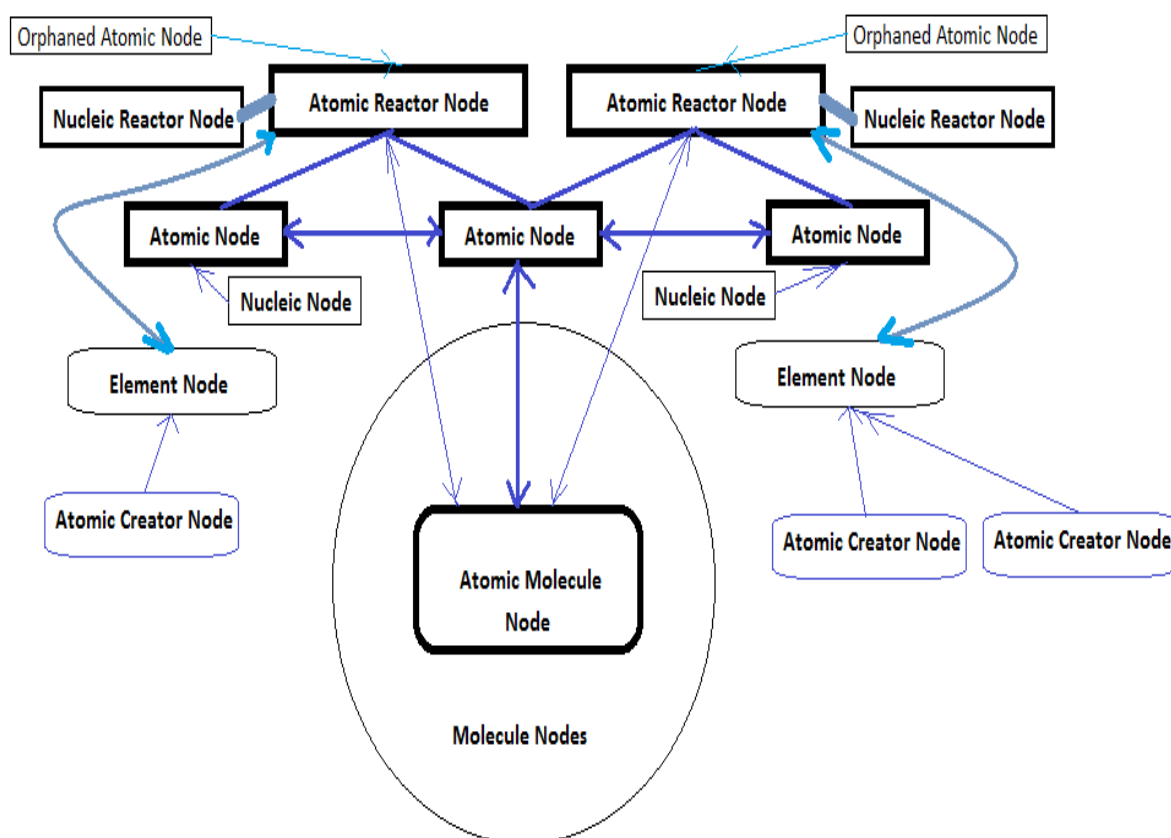 Orphaned Atomic Node
Orphaned Atomic Node
Atomic Reactor Node
Atomic Reactor Node
Nucleic Reactor Node
Nucleic Reactor Node
Atomic Node
Atomic Node
Atomic Node
Nucleic Node
Nucleic Node
Element Node
Element Node
Atomic Creator Node
Atomic Creator Node
Atomic Creator Node
Atomic Molecule
Node
Molecule Nodes